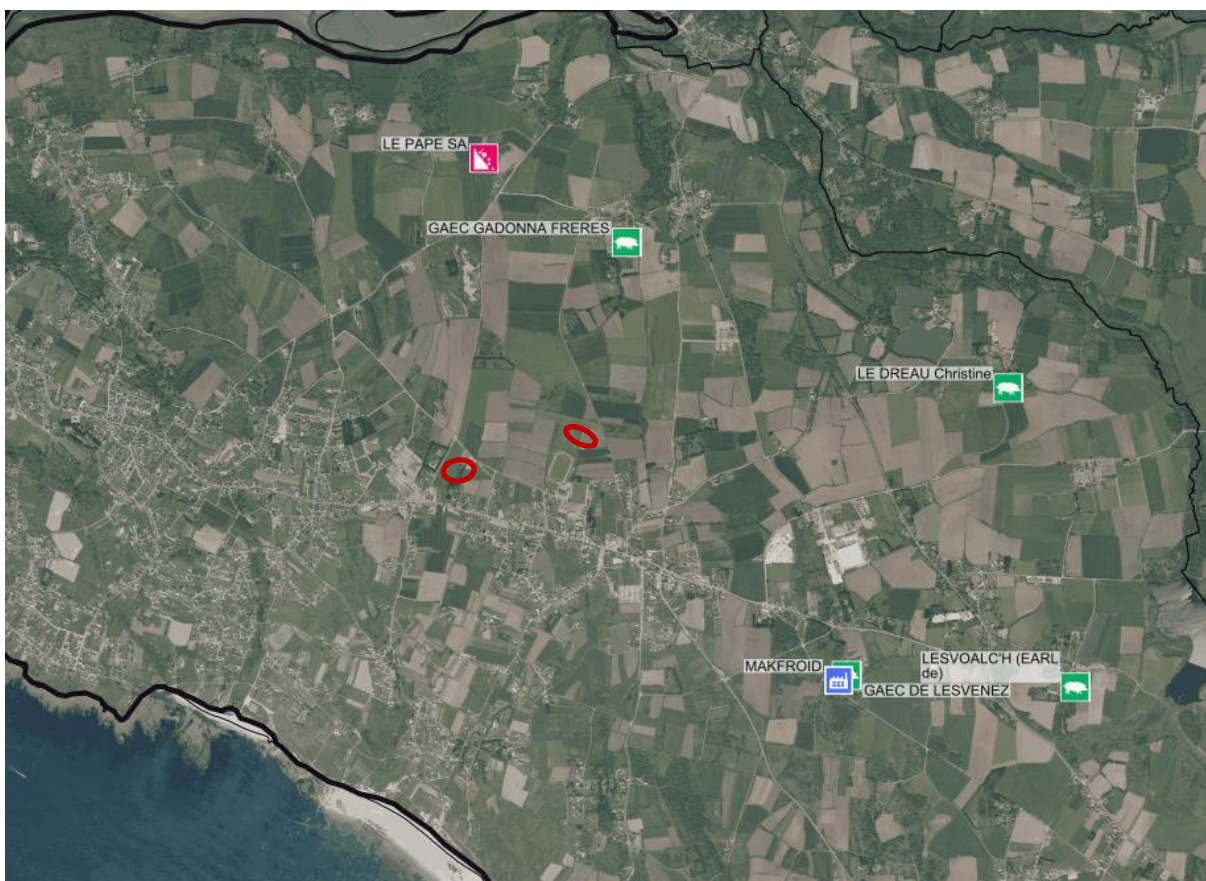 LE PAPE SA
GAEC GADONNA FRERES
LE DREAU Christine
MAKFROID
LESVOALC'H (EARL
de)
GAEC DE LESVENEZ